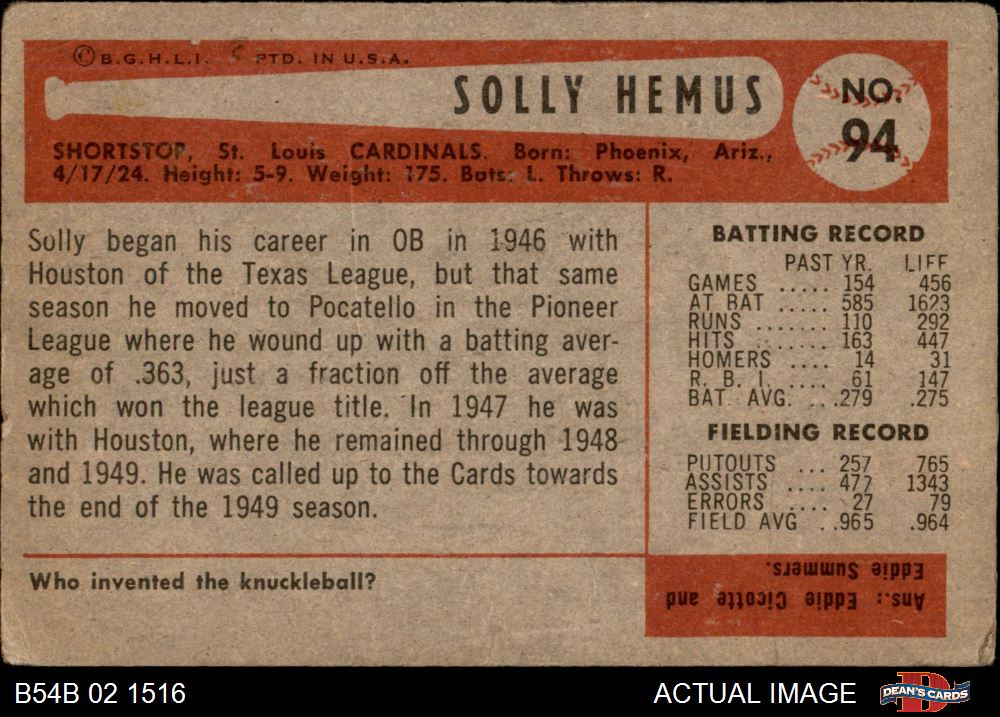 ©B.G.H.L.I. PTD. IN U.S.A.
SOLLY HEMUS
NO.
94
SHORTSTOP, St. Louis CARDINALS. Born: Phoenix, Ariz.,
4/17/24. Height: 5-9. Weight: 175. Bats: L. Throws: R.
Solly began his career in OB in 1946 with
Houston of the Texas League, but that same
season he moved to Pocatello in the Pioneer
League where he wound up with a batting aver-
age of .363, just a fraction off the average
which won the league title. In 1947 he was
with Houston, where he remained through 1948
and 1949. He was called up to the Cards towards
the end of the 1949 season.
BATTING RECORD
PAST YR. LIFE
GAMES ..... 154 456
AT BAT ..... 585 1623
RUNS ....... 110 292
HITS ....... 163 447
HOMERS .... 14 31
R. B. I. .... 61 147
BAT. AVG. ...279 .275
FIELDING RECORD
PUTOUTS ... 257 765
ASSISTS .... 477 1343
ERRORS .... 27 79
FIELD AVG ..965 .964
Who invented the knuckleball?
Ans.: Eddie Cicotte and
Eddie Summers.
B54B 02 1516
ACTUAL IMAGE
DEAN'S CARDS